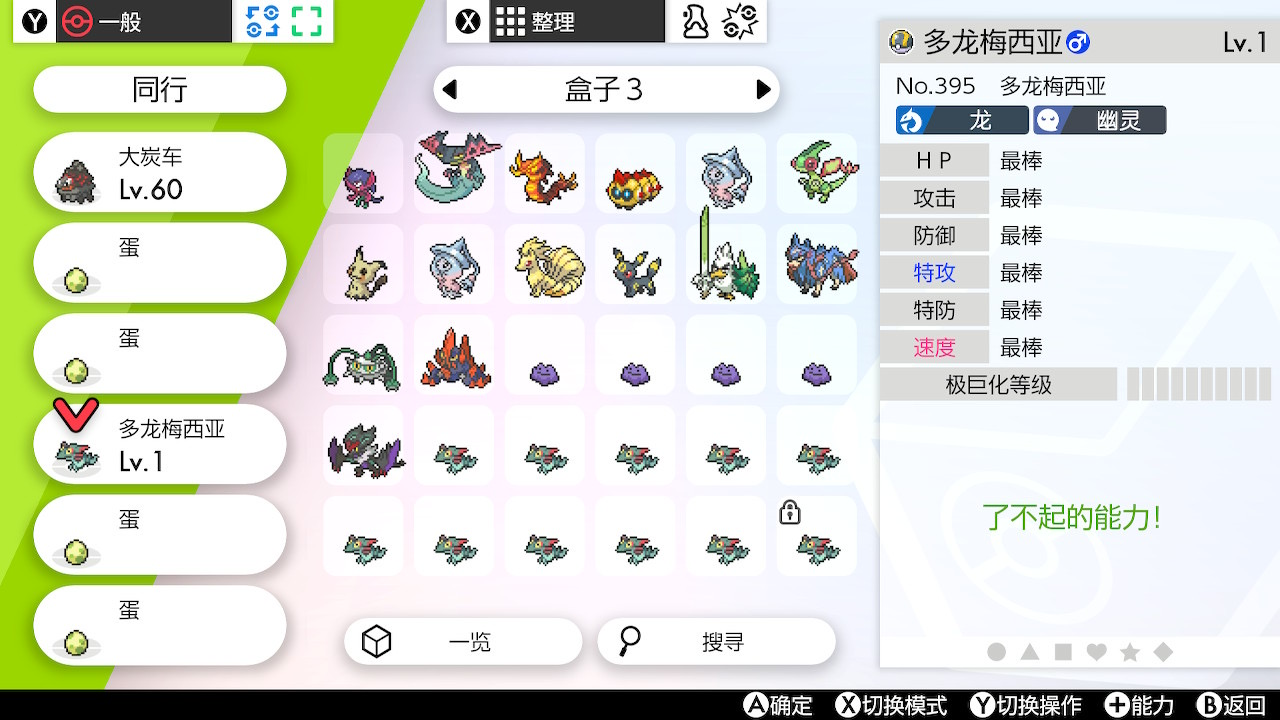 Y 一般
X 整理
同行
大炭车
Lv.60
蛋
蛋
多龙梅西亚
Lv.1
蛋
蛋
盒子 3
一览
搜寻
多龙梅西亚 Lv.1
No.395 多龙梅西亚
龙 幽灵
HP 最棒
攻击 最棒
防御 最棒
特攻 最棒
特防 最棒
速度 最棒
极巨化等级
了不起的能力!
A确定 X切换模式 Y切换操作 +能力 B返回